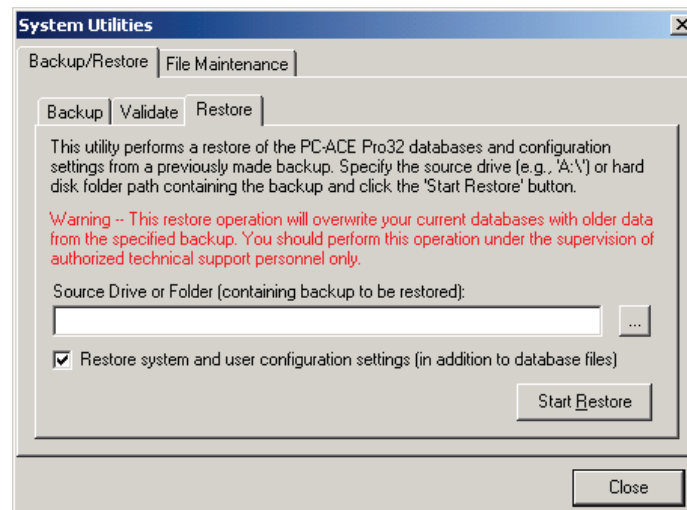 System Utilities
Backup/Restore File Maintenance
Backup Validate Restore
This utility performs a restore of the PC-ACE Pro32 databases and configuration
settings from a previously made backup. Specify the source drive (e.g., 'A:\') or hard
disk folder path containing the backup and click the 'Start Restore' button.
Warning -- This restore operation will overwrite your current databases with older data
from the specified backup. You should perform this operation under the supervision of
authorized technical support personnel only.
Source Drive or Folder (containing backup to be restored):
...
Restore system and user configuration settings (in addition to database files)
Start Restore
Close